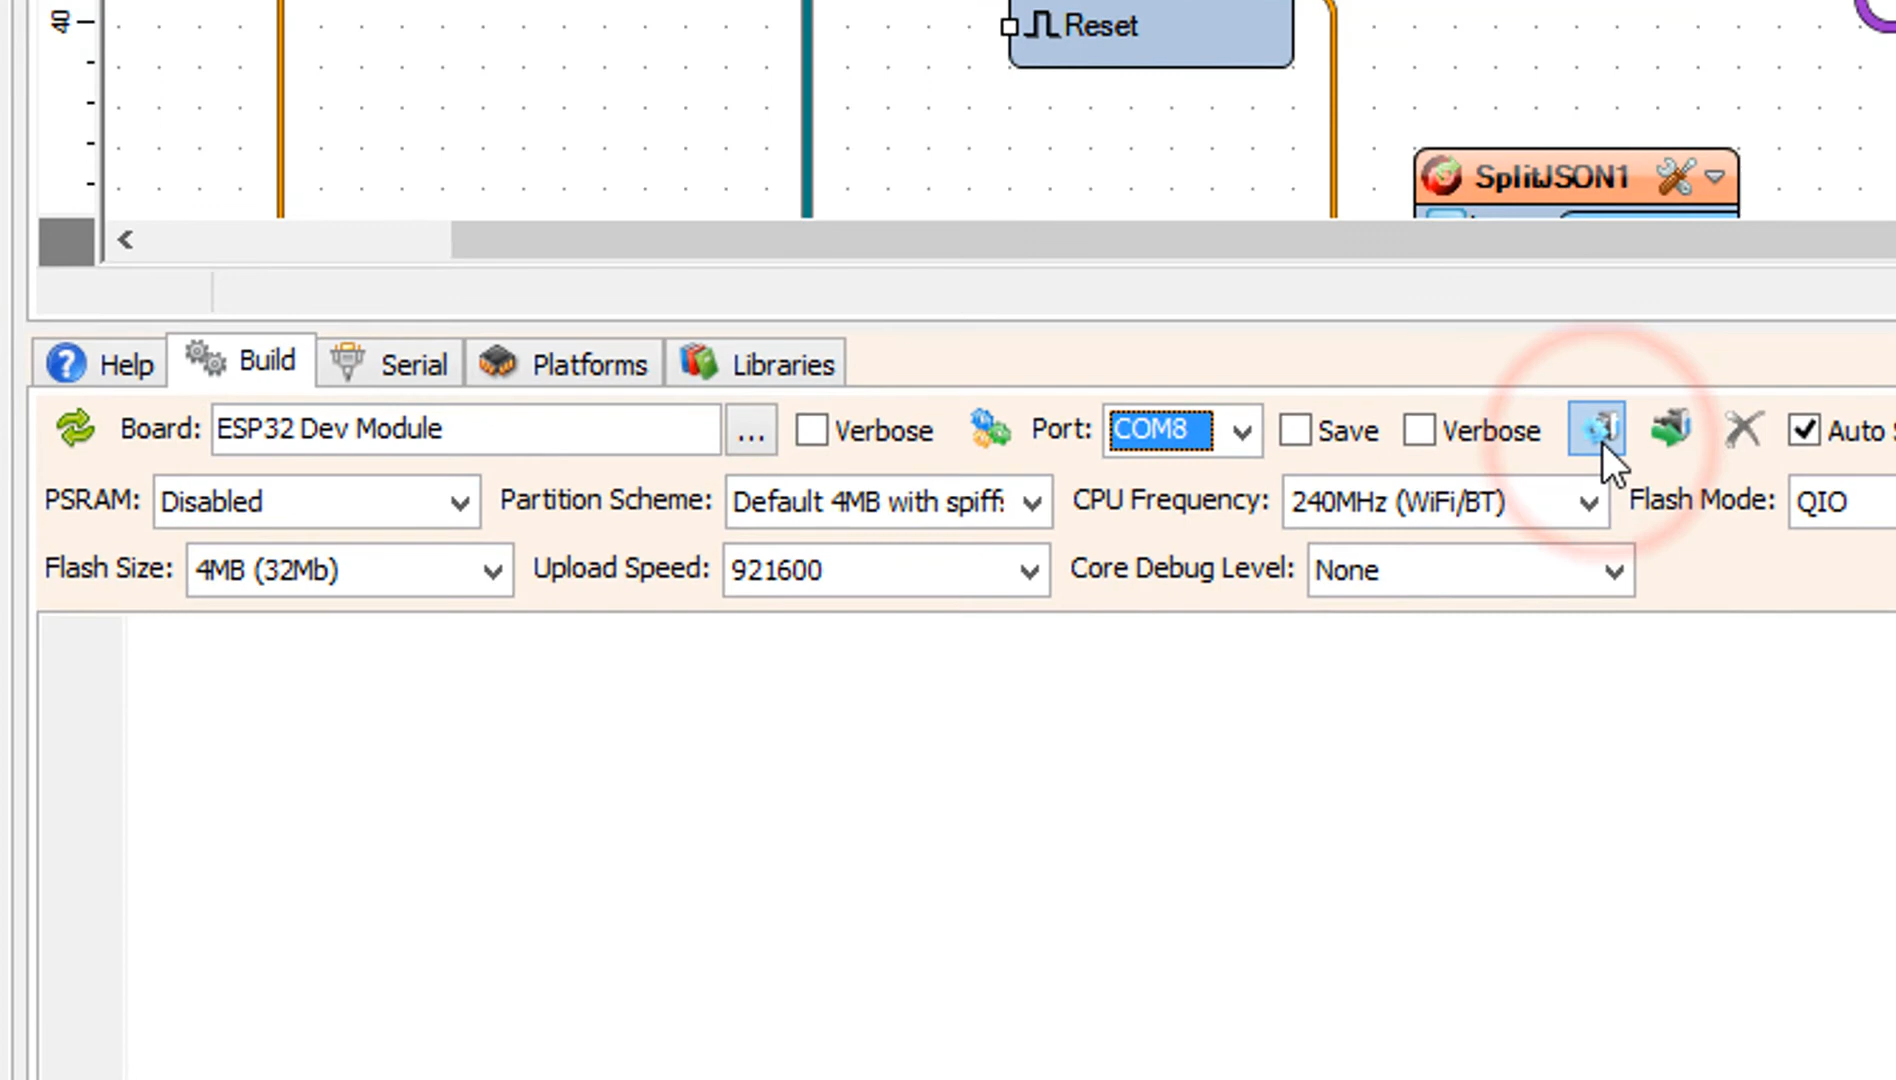 40
Reset
SplitJSON1
Help Build Serial Platforms Libraries
Board: ESP32 Dev Module ... Verbose Port: COM8 Save Verbose Auto
PSRAM: Disabled Partition Scheme: Default 4MB with spiffs CPU Frequency: 240MHz (WiFi/BT) Flash Mode: QIO
Flash Size: 4MB (32Mb) Upload Speed: 921600 Core Debug Level: None